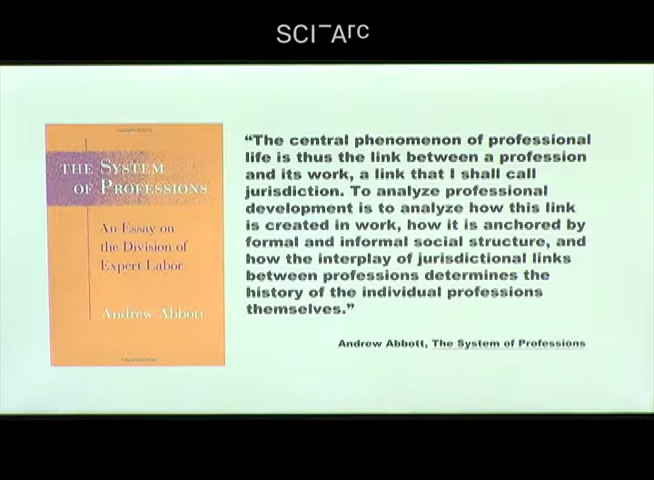 SCI-Arc
THE SYSTEM
OF PROFESSIONS
An Essay on
the Division of
Expert Labor
Andrew Abbott
“The central phenomenon of professional
life is thus the link between a profession
and its work, a link that I shall call
jurisdiction. To analyze professional
development is to analyze how this link
is created in work, how it is anchored by
formal and informal social structure, and
how the interplay of jurisdictional links
between professions determines the
history of the individual professions
themselves.”
Andrew Abbott, The System of Professions